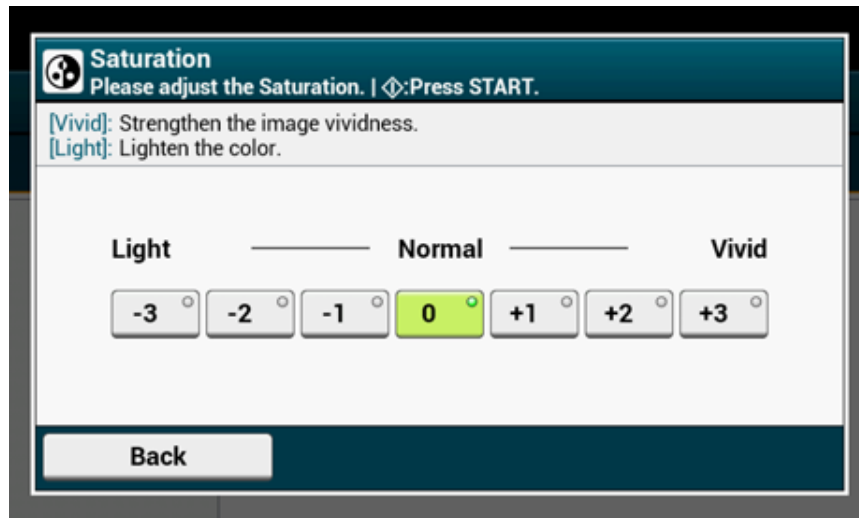 Saturation
Please adjust the Saturation. | :Press START.
[Vivid]: Strengthen the image vividness.
[Light]: Lighten the color.
Light Normal Vivid
-3 -2 -1 0 +1 +2 +3
Back